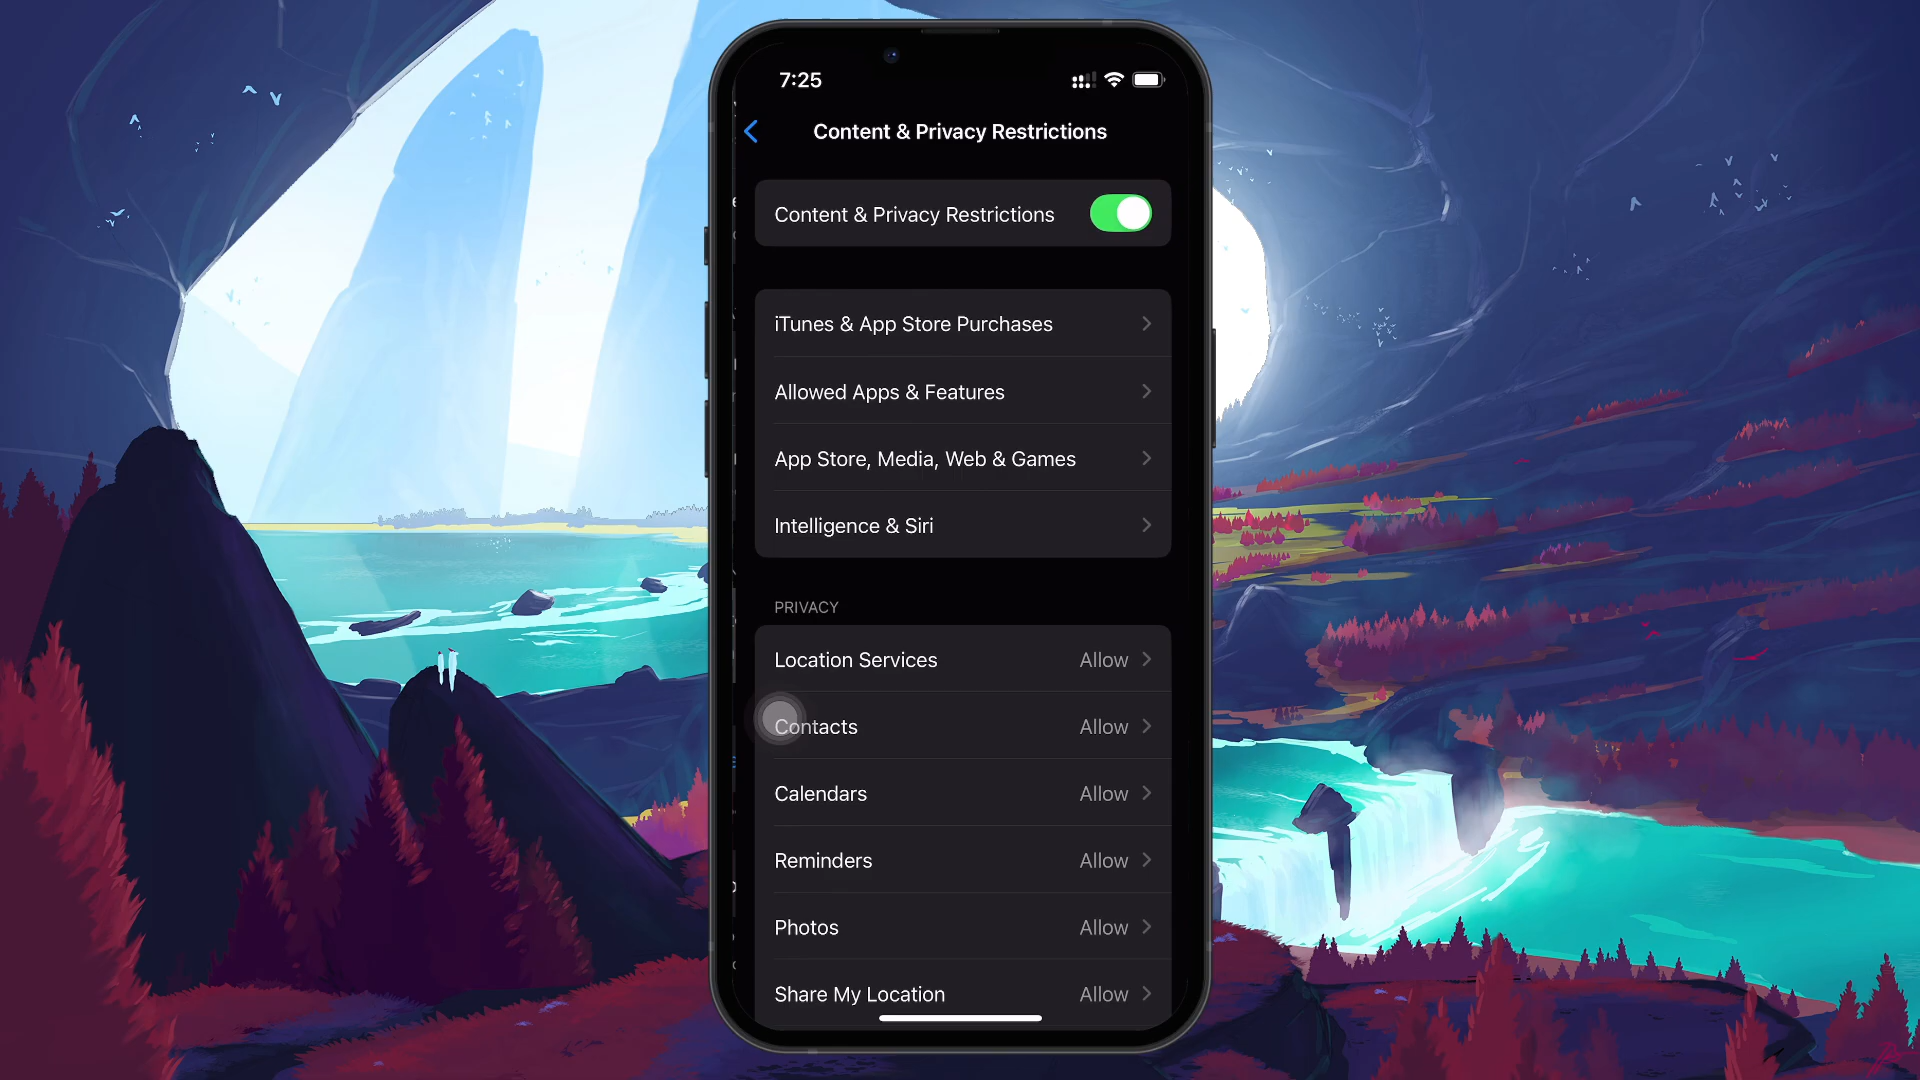 7:25
Content & Privacy Restrictions
Content & Privacy Restrictions
iTunes & App Store Purchases
Allowed Apps & Features
App Store, Media, Web & Games
Intelligence & Siri
PRIVACY
Location Services Allow
Contacts Allow
Calendars Allow
Reminders Allow
Photos Allow
Share My Location Allow